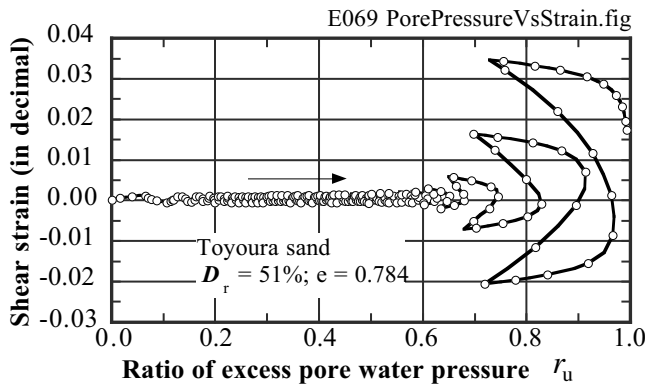 E069 PorePressureVsStrain.fig
Shear strain (in decimal)
0.04
0.03
0.02
0.01
0.00
-0.01
-0.02
-0.03
Toyoura sand
Dr = 51%; e = 0.784
0.0 0.2 0.4 0.6 0.8 1.0
Ratio of excess pore water pressure ru